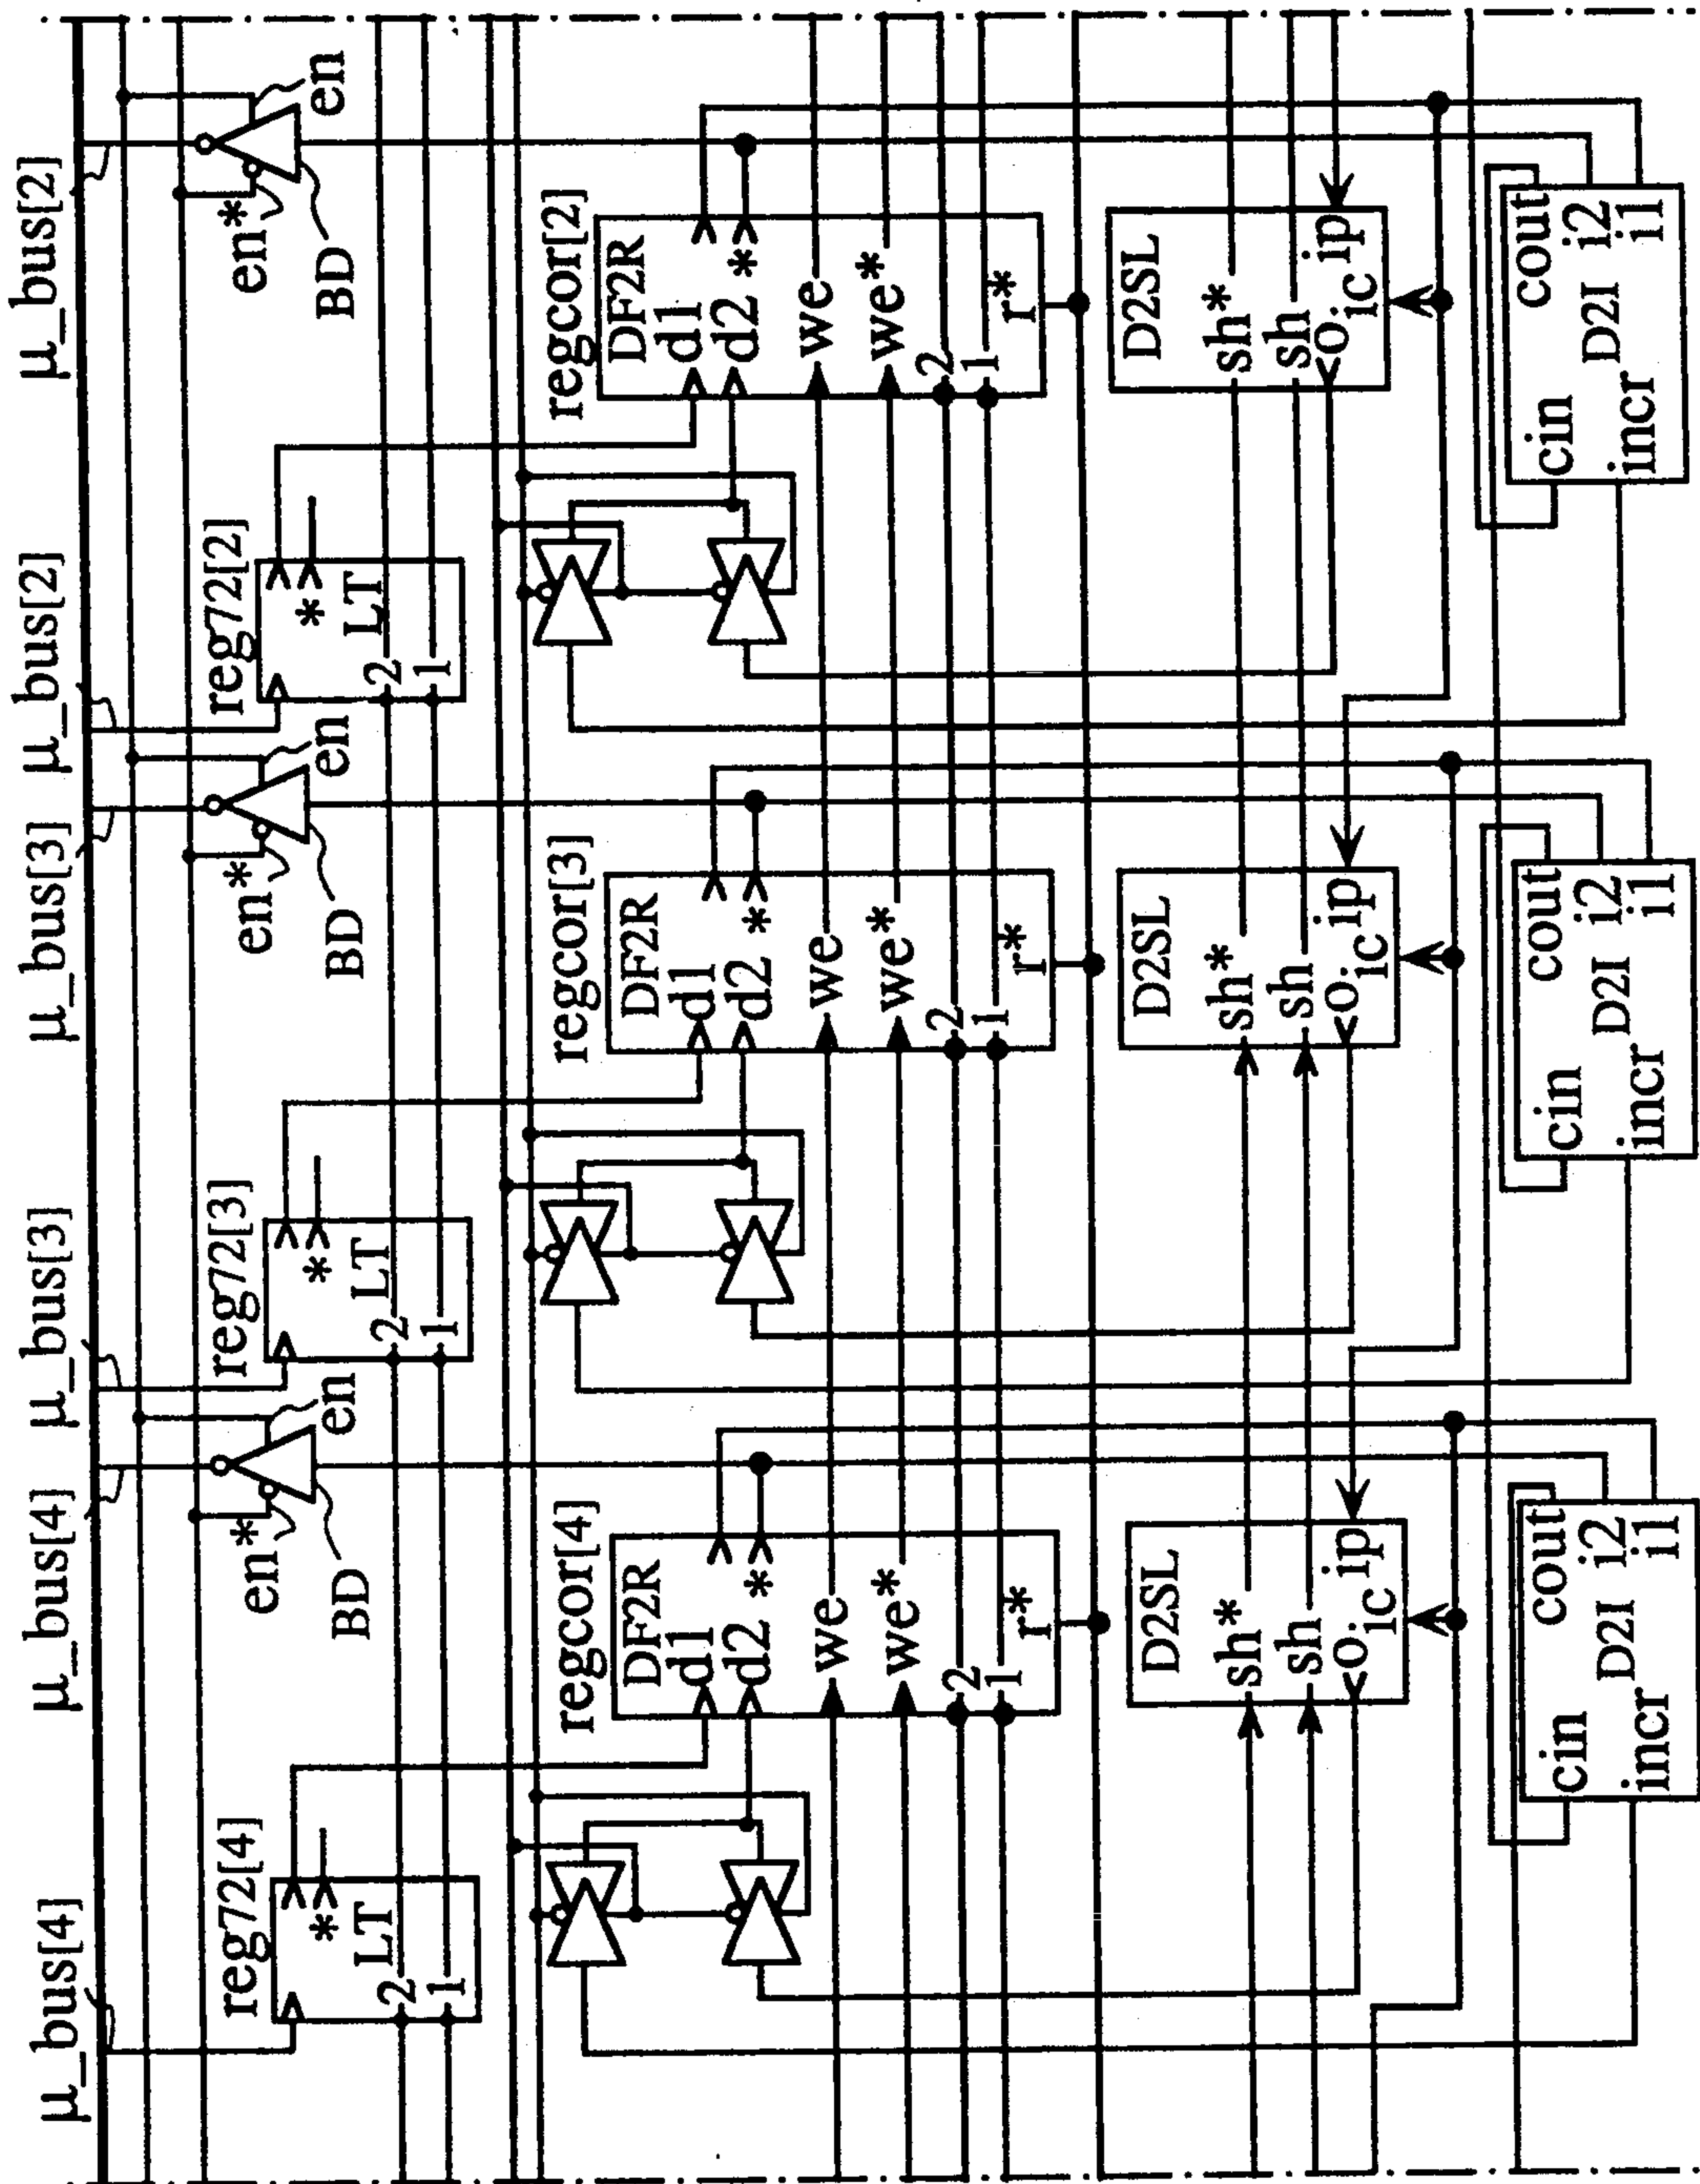 μ_bus[4]
μ_bus[4]
μ_bus[3]
μ_bus[3]
μ_bus[2]
μ_bus[2]
reg72[4]
*
LT
2
1
en*
en
BD
regcor[4]
DF2R
d1
d2 *
we
we*
2
1
r*
D2SL
sh*
sh
o
ic
ip
cin
cout
D2I
i2
incr
i1
reg72[3]
*
LT
2
1
en*
en
BD
regcor[3]
DF2R
d1
d2 *
we
we*
2
1
r*
D2SL
sh*
sh
o
ic
ip
cin
cout
D2I
i2
incr
i1
reg72[2]
*
LT
2
1
en*
en
BD
regcor[2]
DF2R
d1
d2 *
we
we*
2
1
r*
D2SL
sh*
sh
o
ic
ip
cin
cout
D2I
i2
incr
i1